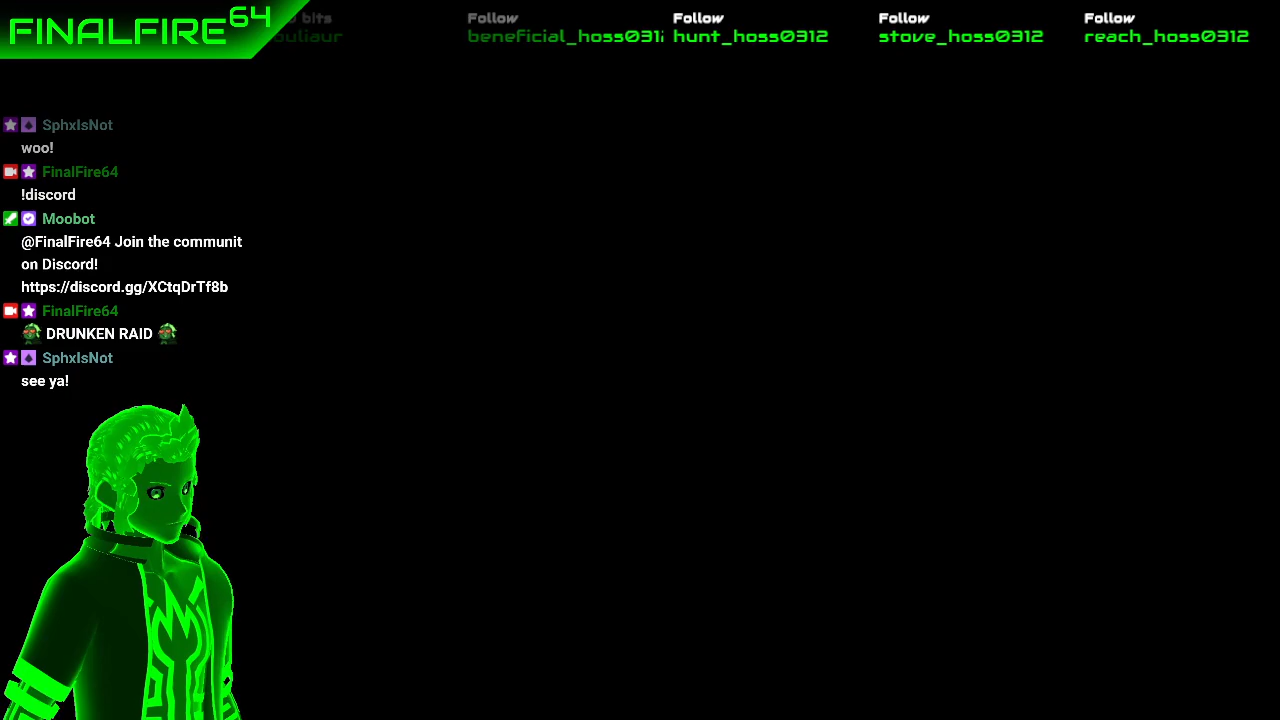 FINALFIRE64
bits
Follow
beneficial_hoss031
Follow
hunt_hoss0312
Follow
stove_hoss0312
Follow
reach_hoss0312
SphxIsNot
woo!
FinalFire64
!discord
Moobot
@FinalFire64 Join the communit
on Discord!
https://discord.gg/XCtqDrTf8b
FinalFire64
DRUNKEN RAID
SphxIsNot
see ya!